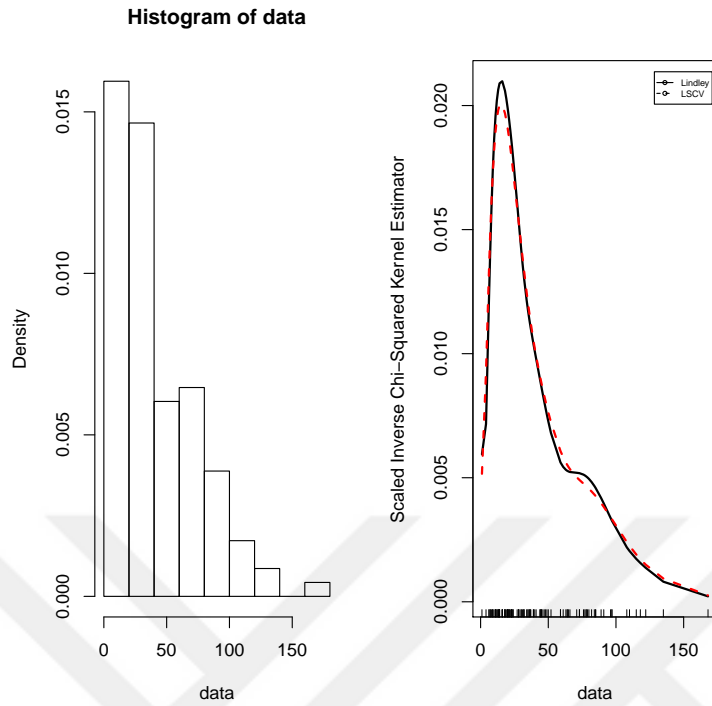 Histogram of data
Density
0.000
0.005
0.010
0.015
0
50
100
150
data
Scaled Inverse Chi−Squared Kernel Estimator
0.000
0.005
0.010
0.015
0.020
Lindley
LSCV
0
50
100
150
data